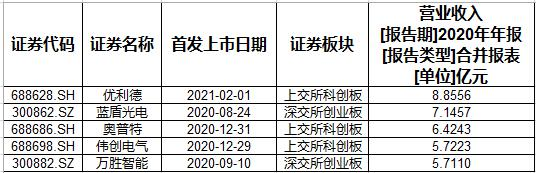 证券代码 证券名称 首发上市日期 证券板块 营业收入
[报告期]2020年年报
[报告类型]合并报表
[单位]亿元
688628.SH 优利德 2021-02-01 上交所科创板 8.8556
300862.SZ 蓝盾光电 2020-08-24 深交所创业板 7.1457
688686.SH 奥普特 2020-12-31 上交所科创板 6.4243
688698.SH 伟创电气 2020-12-29 上交所科创板 5.7223
300882.SZ 万胜智能 2020-09-10 深交所创业板 5.7110